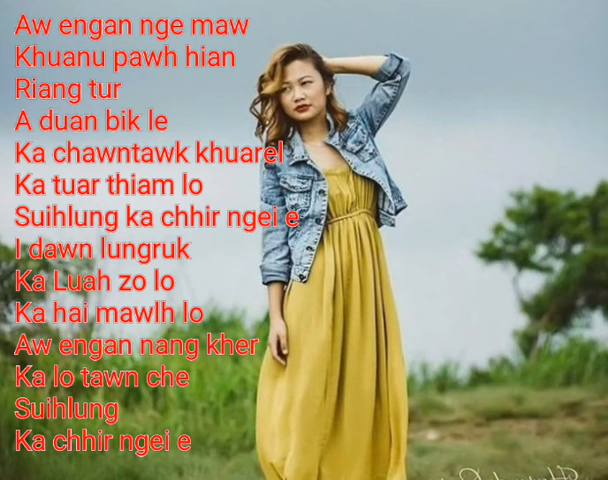 Aw engan nge maw
Khuanu pawh hian
Riang tur
A duan bik le
Ka chawntawk khuarel
Ka tuar thiam lo
Suihlung ka chhir ngei e
I dawn lungruk
Ka Luah zo lo
Ka hai mawlh lo
Aw engan nang kher
Ka lo tawn che
Suihlung
Ka chhir ngei e